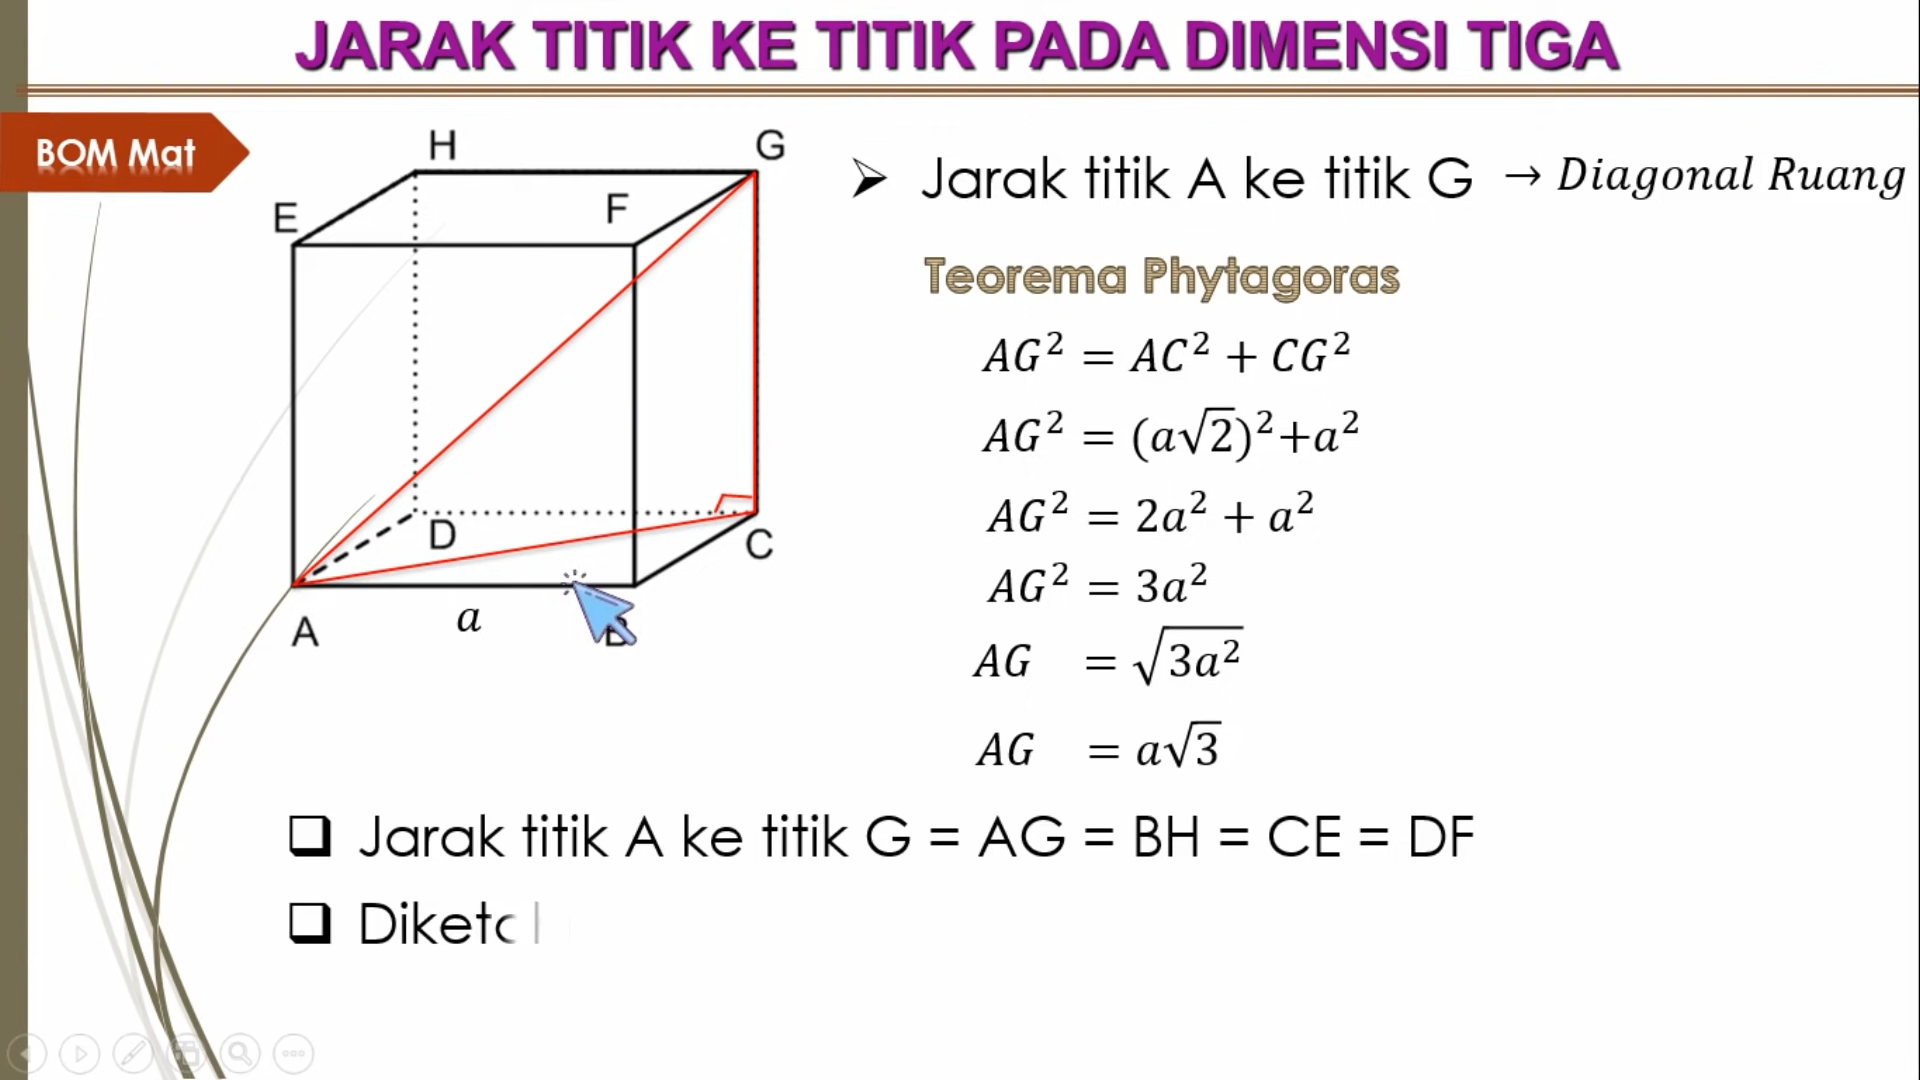 JARAK TITIK KE TITIK PADA DIMENSI TIGA
BOM Mat
H
G
E
F
D
C
A
a
B
➢ Jarak titik A ke titik G → Diagonal Ruang
Teorema Phytagoras
AG² = AC² + CG²
AG² = (a√2)²+a²
AG² = 2a² + a²
AG² = 3a²
AG = √3a²
AG = a√3
❑ Jarak titik A ke titik G = AG = BH = CE = DF